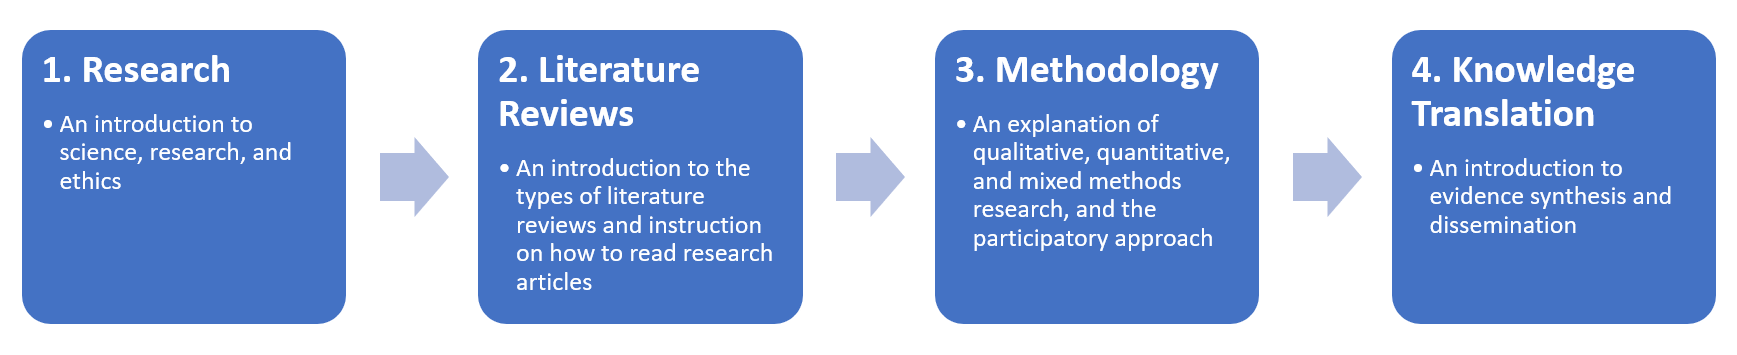 1. Research
• An introduction to
science, research, and
ethics
2. Literature
Reviews
• An introduction to the
types of literature
reviews and instruction
on how to read research
articles
3. Methodology
• An explanation of
qualitative, quantitative,
and mixed methods
research, and the
participatory approach
4. Knowledge
Translation
• An introduction to
evidence synthesis and
dissemination